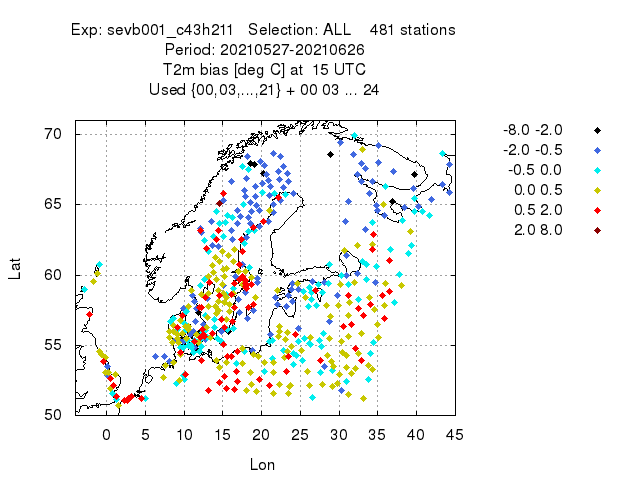 Exp: sevb001_c43h211 Selection: ALL 481 stations
Period: 20210527-20210626
T2m bias [deg C] at 15 UTC
Used {00,03,...,21} + 00 03 ... 24
70
65
60
55
50
Lat
0 5 10 15 20 25 30 35 40 45
Lon
-8.0 -2.0
-2.0 -0.5
-0.5 0.0
0.0 0.5
0.5 2.0
2.0 8.0